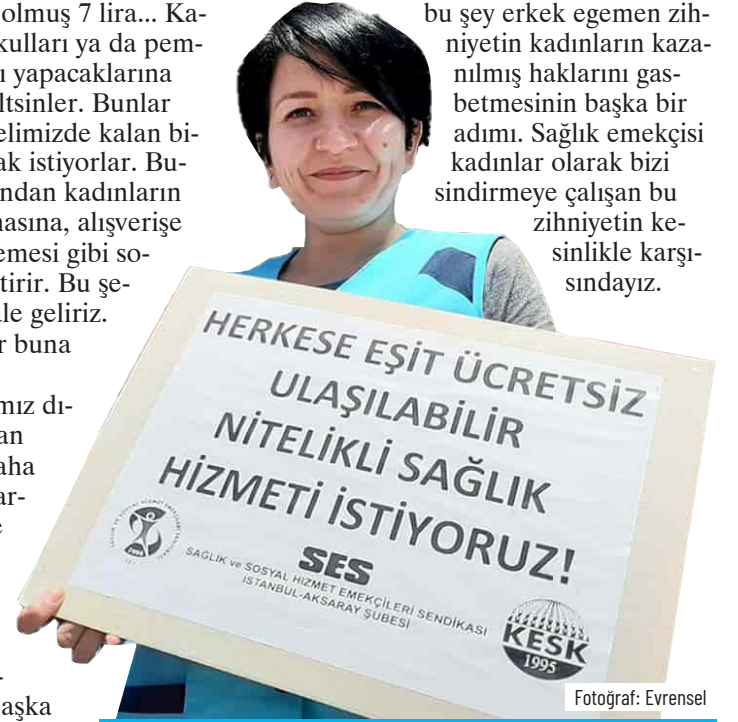 olmuş 7 lira... Ka-
kulları ya da pem-
ı yapacaklarına
ltsinler. Bunlar
elimizde kalan bi-
ak istiyorlar. Bu-
ndan kadınların
masına, alışverişe
emesi gibi so-
tirir. Bu şe-
ale geliriz.
r buna
mız dı-
an
aha
ar-
e
-
aşka
bu şey erkek egemen zih-
niyetin kadınların kaza-
nılmış haklarını gas-
betmesinin başka bir
adımı. Sağlık emekçisi
kadınlar olarak bizi
sindirmeye çalışan bu
zihniyetin ke-
sinlikle karşı-
sındayız.
HERKESE EŞİT ÜCRETSİZ
ULAŞILABİLİR
NİTELİKLİ SAĞLIK
HİZMETİ İSTİYORUZ!
SES
SAĞLIK ve SOSYAL HİZMET EMEKÇİLERİ SENDİKASI
İSTANBUL-AKSARAY ŞUBESİ
KESK
1995
Fotoğraf: Evrensel